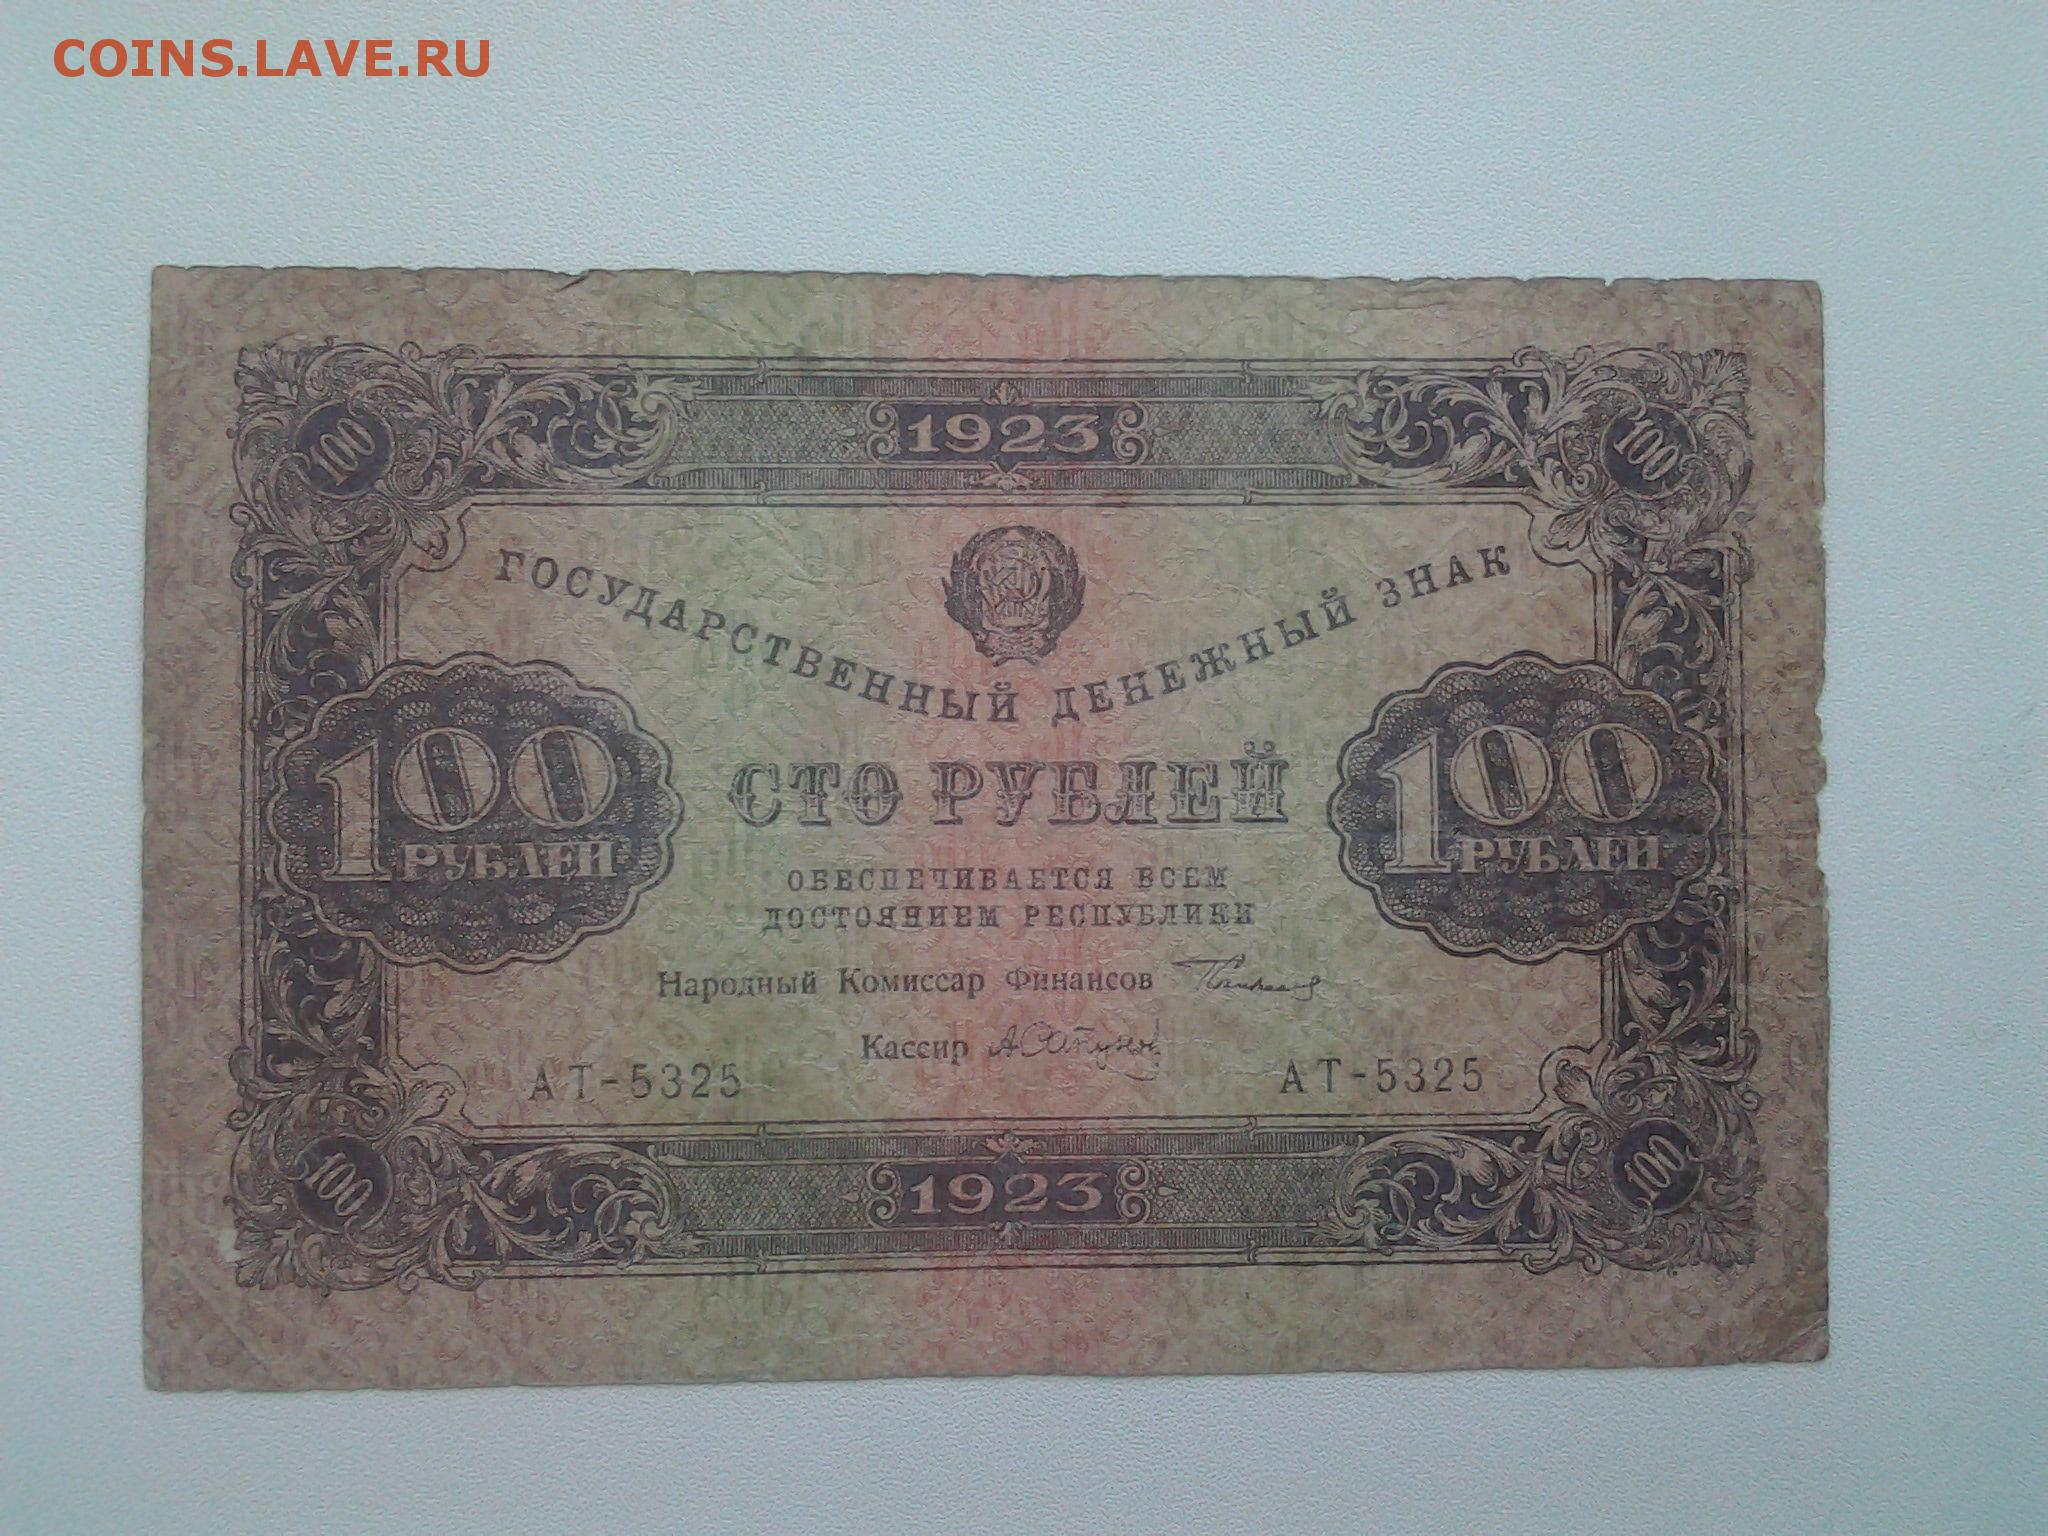 COINS.LAVE.RU
1923
100 100
ГОСУДАРСТВЕННЫЙ ДЕНЕЖНЫЙ ЗНАК
СТО РУБЛЕЙ
100 100
РУБЛЕЙ РУБЛЕЙ
ОБЕСПЕЧИВАЕТСЯ ВСЕМ
ДОСТОЯНИЕМ РЕСПУБЛИКИ
Народный Комиссар Финансов
Кассир
АТ-5325 АТ-5325
100 100
1923